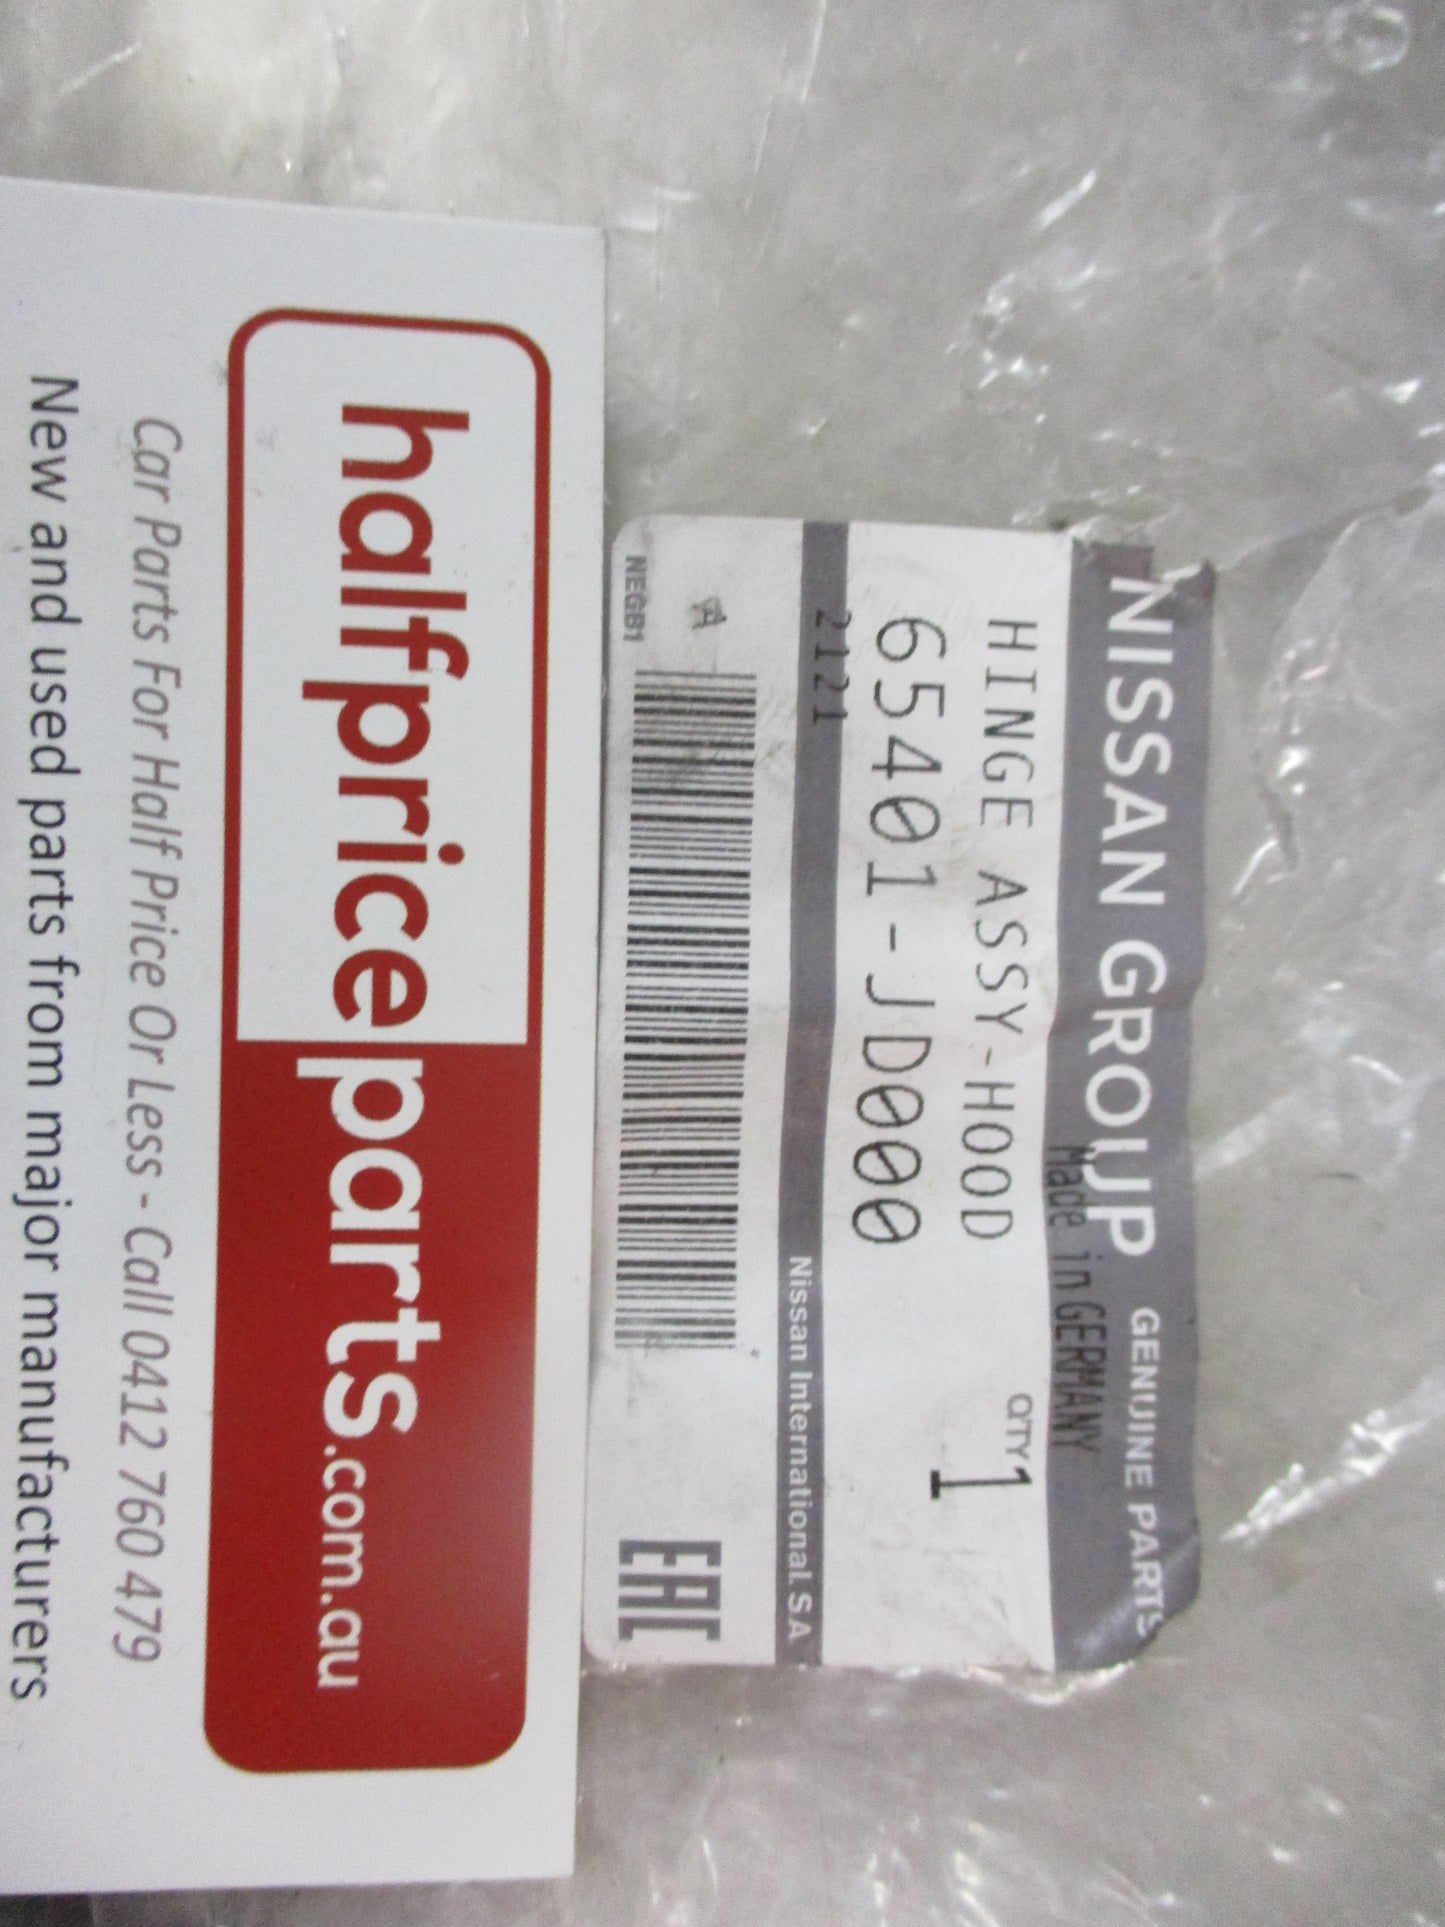 NISSAN GROUP GENUINE PARTS
Made in GERMANY
HINGE ASSY-HOOD
QTY 1
65401-JD000
2121
Nissan International SA
A
NEGB1
EAC
halfpriceparts.com.au
Car Parts For Half Price Or Less - Call 0412 760 479
New and used parts from major manufacturers